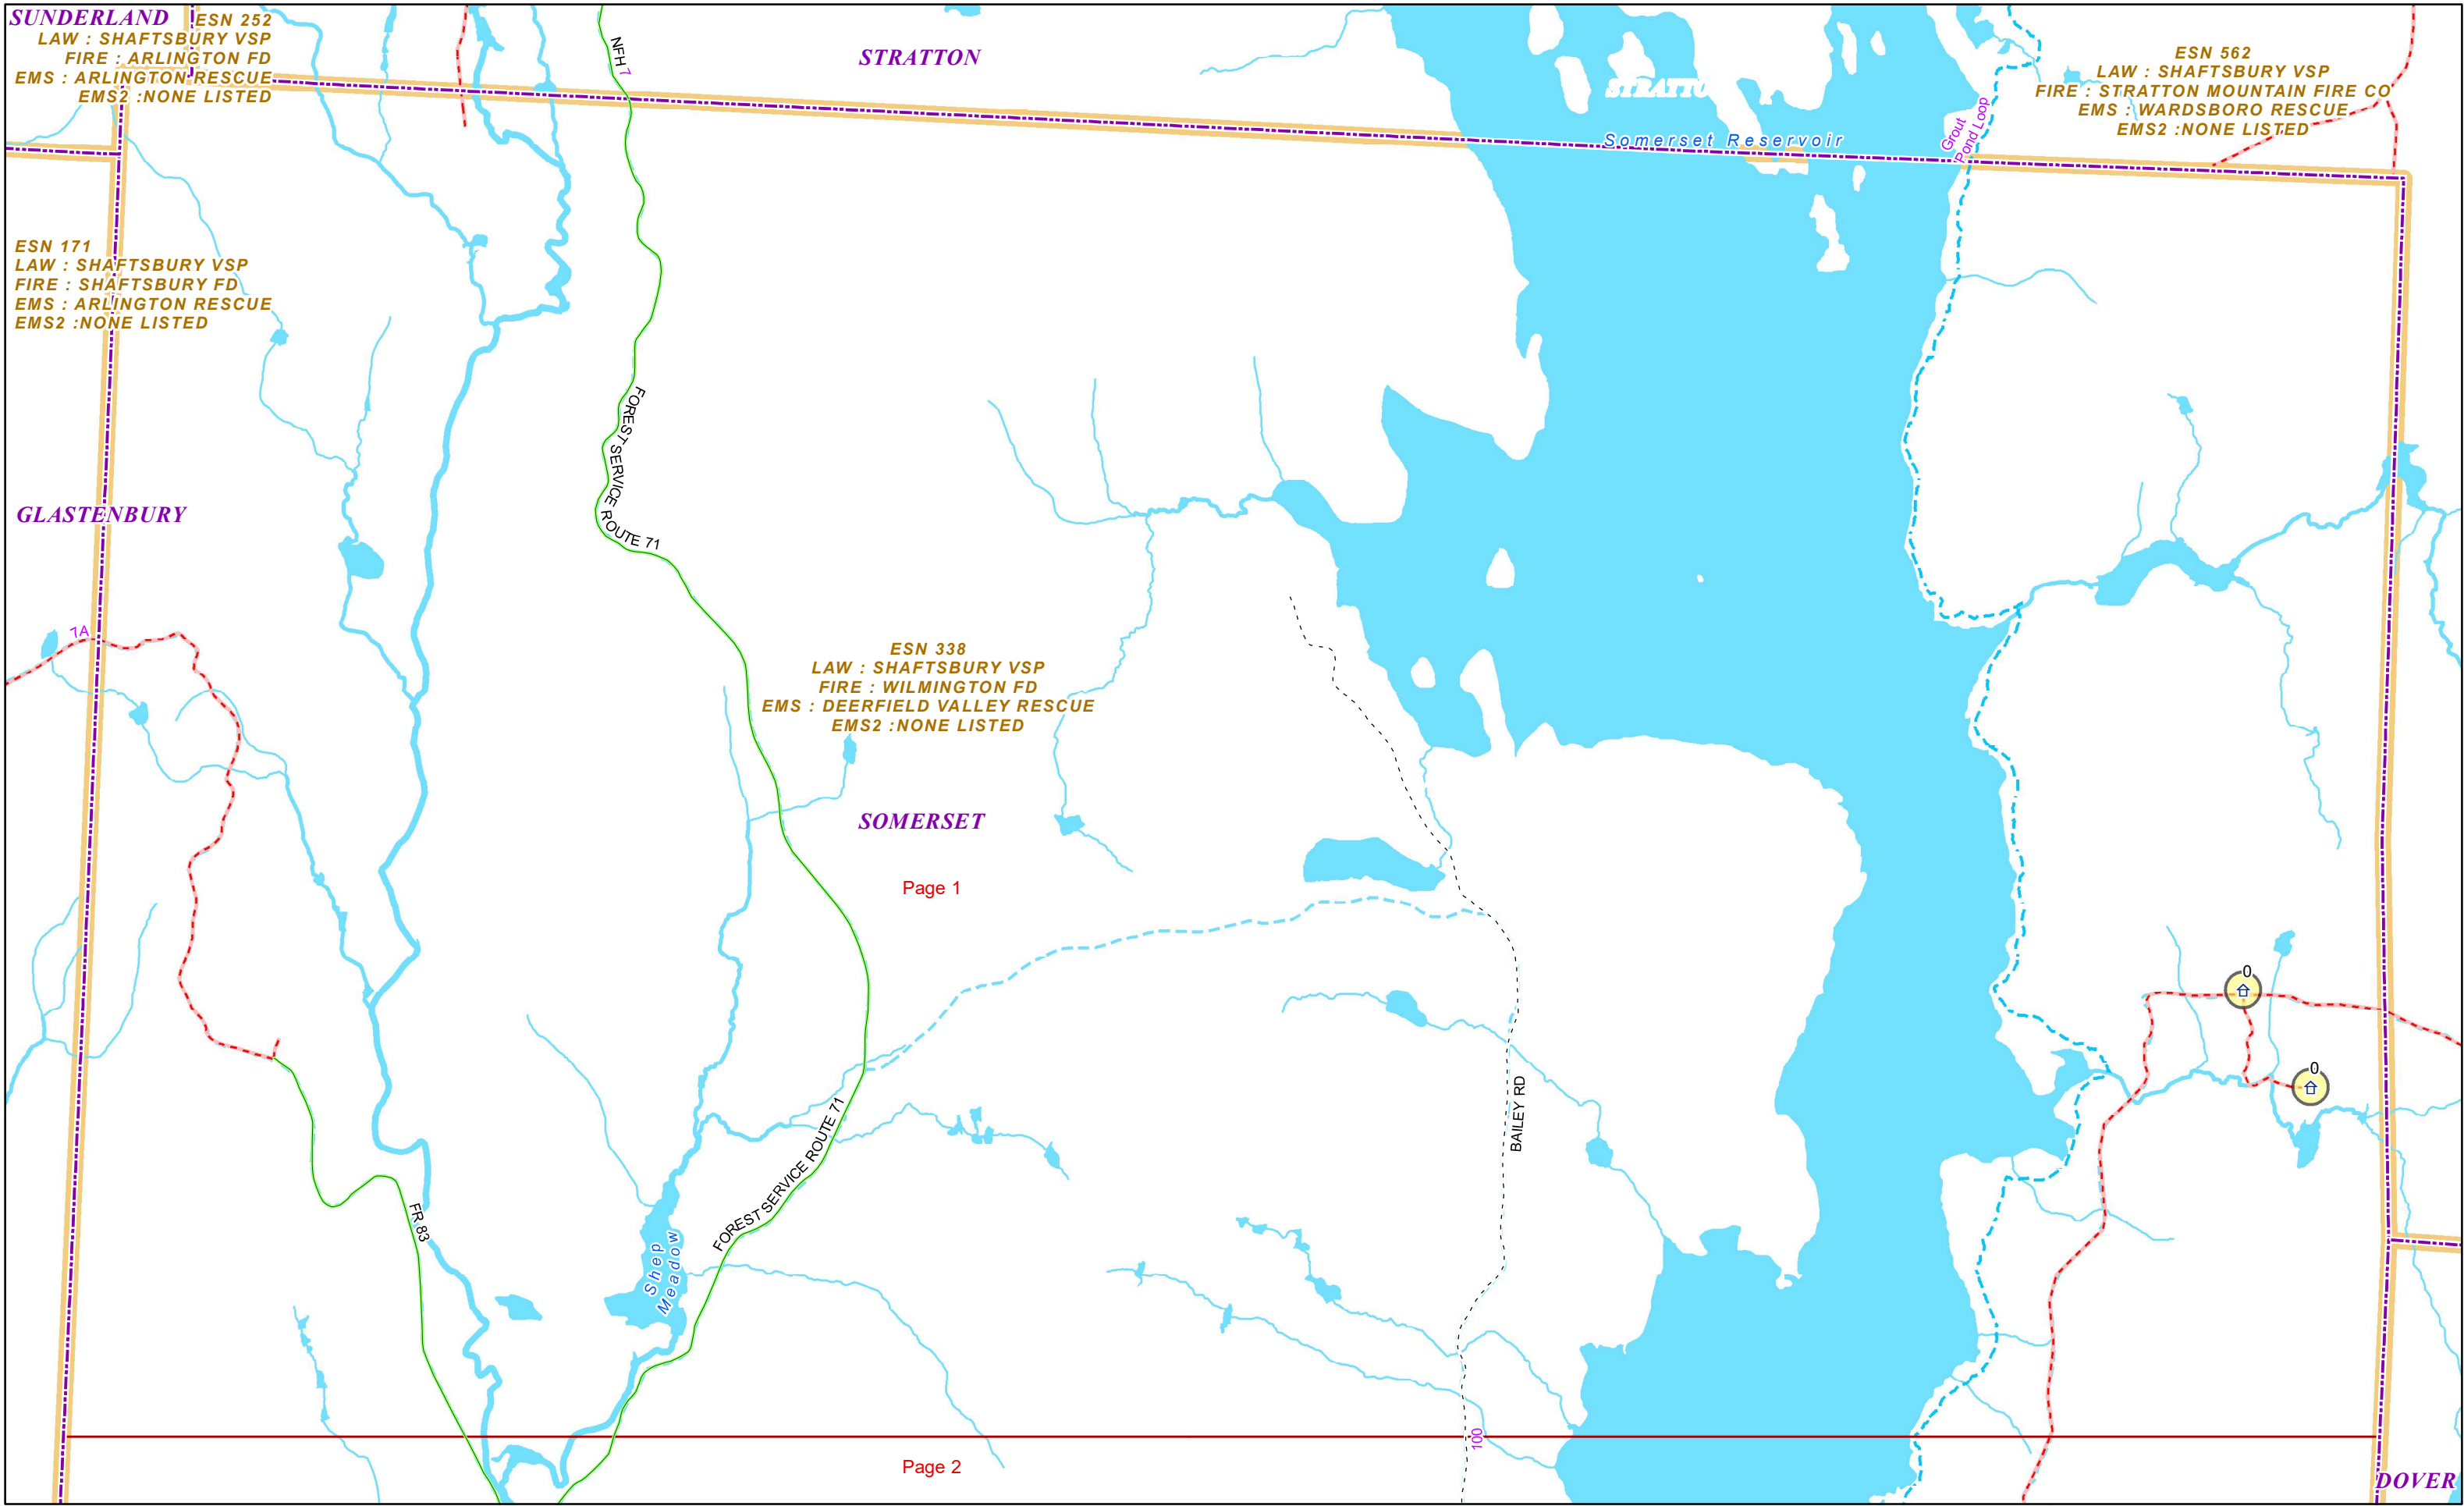 SUNDERLAND
ESN 252
LAW : SHAFTSBURY VSP
FIRE : ARLINGTON FD
EMS : ARLINGTON RESCUE
EMS2 :NONE LISTED
NFH 7
STRATTON
STRATTO
ESN 562
LAW : SHAFTSBURY VSP
FIRE : STRATTON MOUNTAIN FIRE CO
EMS : WARDSBORO RESCUE
EMS2 :NONE LISTED
Somerset Reservoir
Grout
Pond Loop
ESN 171
LAW : SHAFTSBURY VSP
FIRE : SHAFTSBURY FD
EMS : ARLINGTON RESCUE
EMS2 :NONE LISTED
FOREST SERVICE ROUTE 71
GLASTENBURY
7A
ESN 338
LAW : SHAFTSBURY VSP
FIRE : WILMINGTON FD
EMS : DEERFIELD VALLEY RESCUE
EMS2 :NONE LISTED
SOMERSET
Page 1
0
0
FOREST SERVICE ROUTE 71
BAILEY RD
FR 83
Shep
Meadow
100
Page 2
DOVER